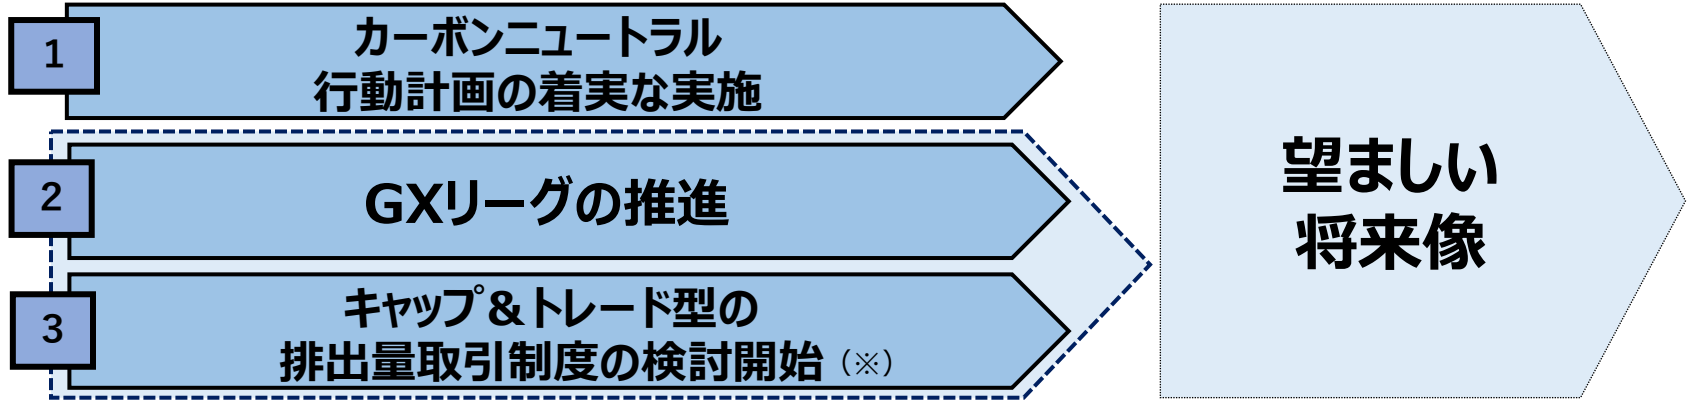 1
カーボンニュートラル
行動計画の着実な実施
2
GXリーグの推進
3
キャップ＆トレード型の
排出量取引制度の検討開始（※）
望ましい
将来像